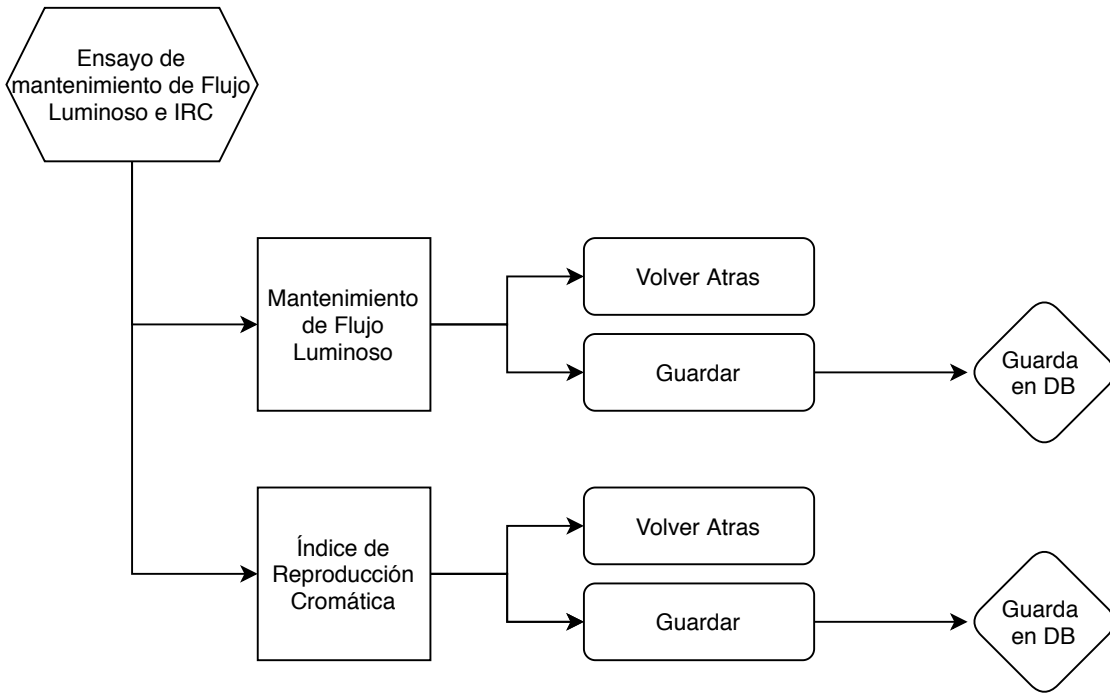 Ensayo de
mantenimiento de Flujo
Luminoso e IRC
Mantenimiento
de Flujo
Luminoso
Volver Atras
Guardar
Guarda
en DB
Índice de
Reproducción
Cromática
Volver Atras
Guardar
Guarda
en DB